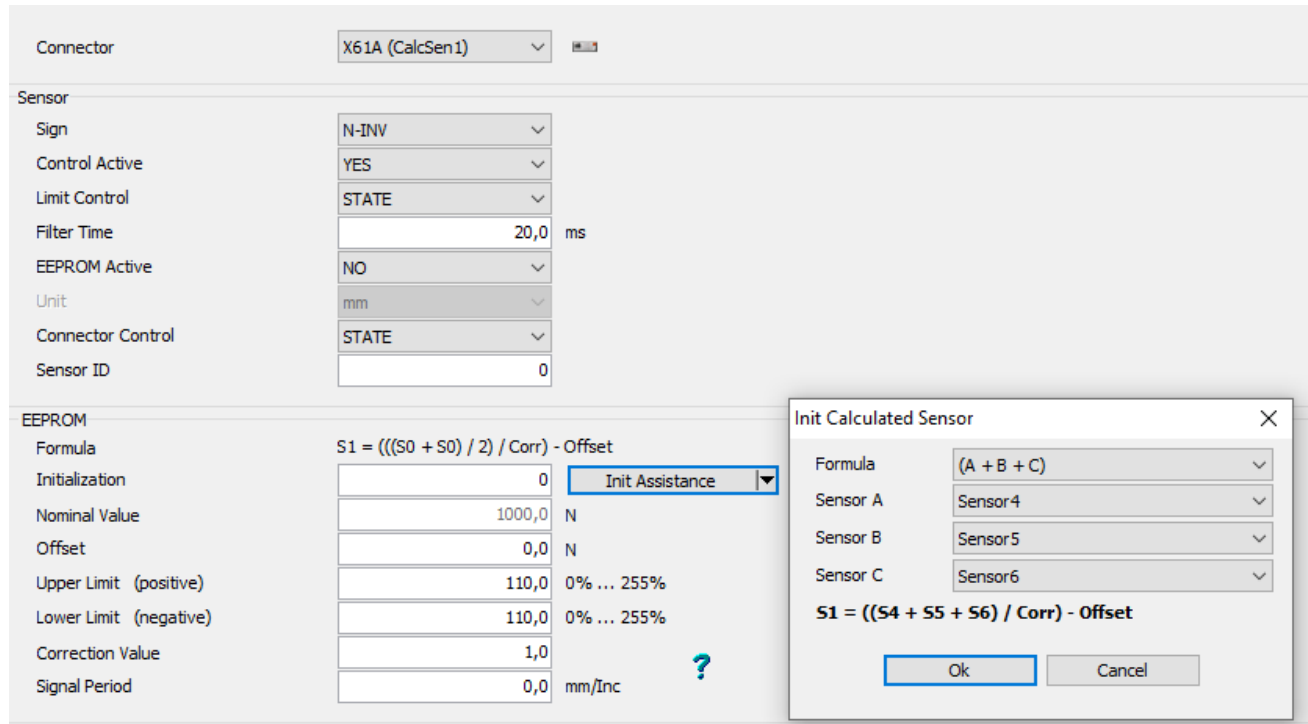 Connector X61A (CalcSen1)
Sensor
Sign N-INV
Control Active YES
Limit Control STATE
Filter Time 20,0 ms
EEPROM Active NO
Unit mm
Connector Control STATE
Sensor ID 0
EEPROM
Formula S1 = (((S0 + S0) / 2) / Corr) - Offset
Initialization 0 Init Assistance
Nominal Value 1000,0 N
Offset 0,0 N
Upper Limit (positive) 110,0 0% ... 255%
Lower Limit (negative) 110,0 0% ... 255%
Correction Value 1,0 ?
Signal Period 0,0 mm/Inc
Init Calculated Sensor
Formula (A + B + C)
Sensor A Sensor4
Sensor B Sensor5
Sensor C Sensor6
S1 = ((S4 + S5 + S6) / Corr) - Offset
Ok Cancel